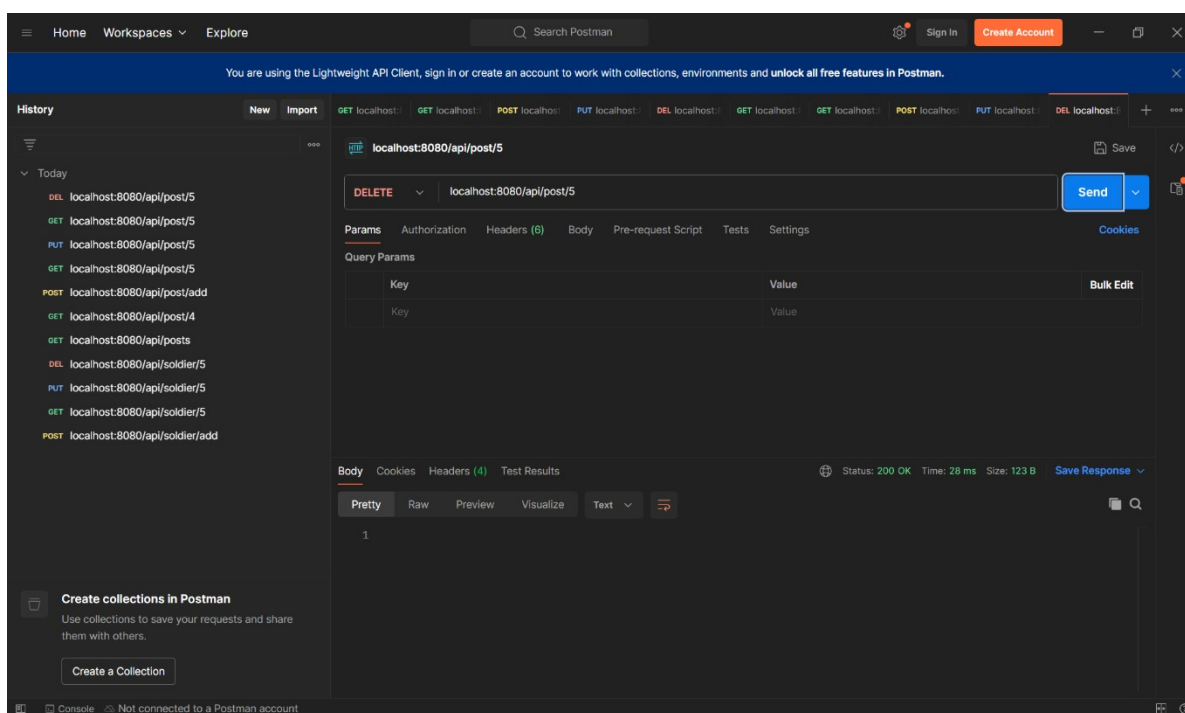 Home Workspaces Explore Search Postman Sign In Create Account
You are using the Lightweight API Client, sign in or create an account to work with collections, environments and unlock all free features in Postman.
History New Import GET localhost: GET localhost: POST localhost PUT localhost: DEL localhost: GET localhost: GET localhost: POST localhost PUT localhost: DEL localhost:
HTTP localhost:8080/api/post/5 Save
Today
DEL localhost:8080/api/post/5
GET localhost:8080/api/post/5
PUT localhost:8080/api/post/5
GET localhost:8080/api/post/5
POST localhost:8080/api/post/add
GET localhost:8080/api/post/4
GET localhost:8080/api/posts
DEL localhost:8080/api/soldier/5
PUT localhost:8080/api/soldier/5
GET localhost:8080/api/soldier/5
POST localhost:8080/api/soldier/add
DELETE localhost:8080/api/post/5 Send
Params Authorization Headers (6) Body Pre-request Script Tests Settings Cookies
Query Params
Key Value Bulk Edit
Key Value
Body Cookies Headers (4) Test Results Status: 200 OK Time: 28 ms Size: 123 B Save Response
Pretty Raw Preview Visualize Text
1
Create collections in Postman
Use collections to save your requests and share
them with others.
Create a Collection
Console Not connected to a Postman account